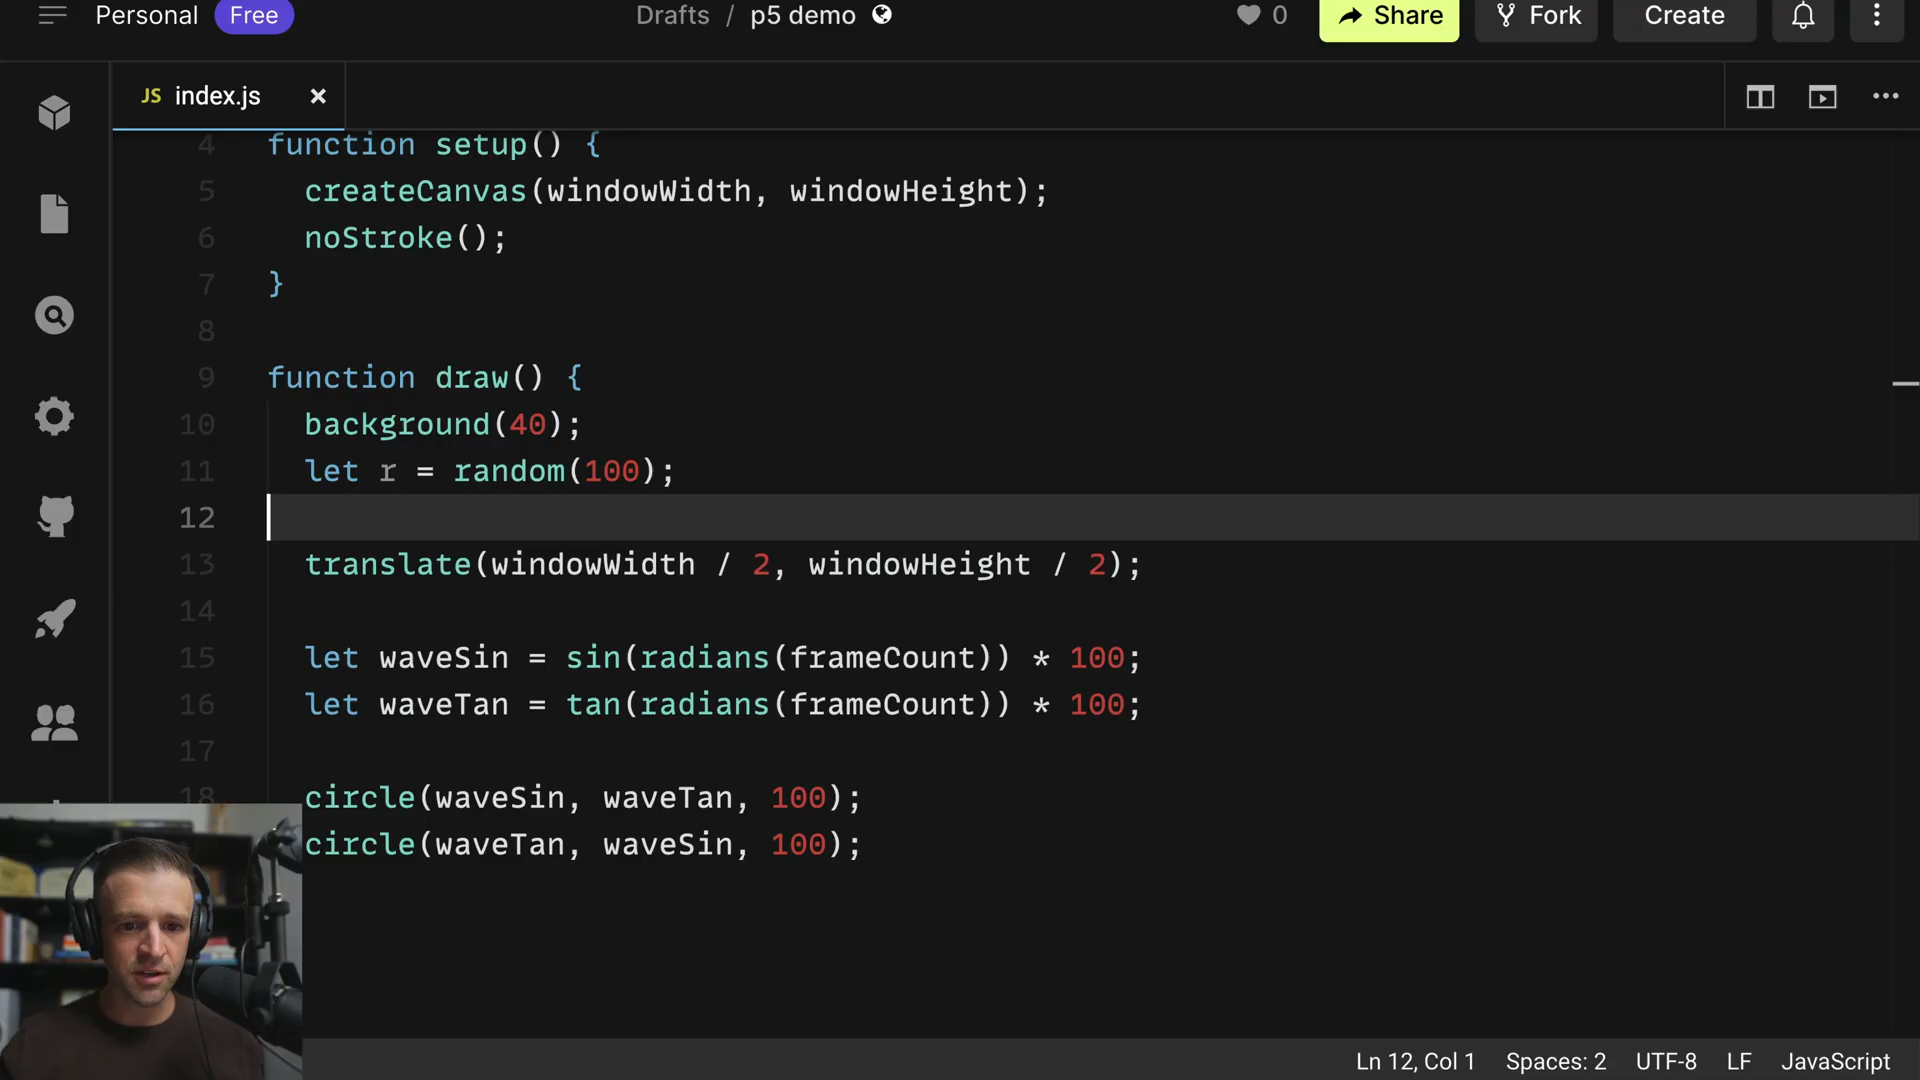 Personal Free Drafts / p5 demo 0 Share Fork Create
JS index.js
4 function setup() {
5 createCanvas(windowWidth, windowHeight);
6 noStroke();
7 }
8
9 function draw() {
10 background(40);
11 let r = random(100);
12
13 translate(windowWidth / 2, windowHeight / 2);
14
15 let waveSin = sin(radians(frameCount)) * 100;
16 let waveTan = tan(radians(frameCount)) * 100;
17
18 circle(waveSin, waveTan, 100);
circle(waveTan, waveSin, 100);
Ln 12, Col 1 Spaces: 2 UTF-8 LF JavaScript